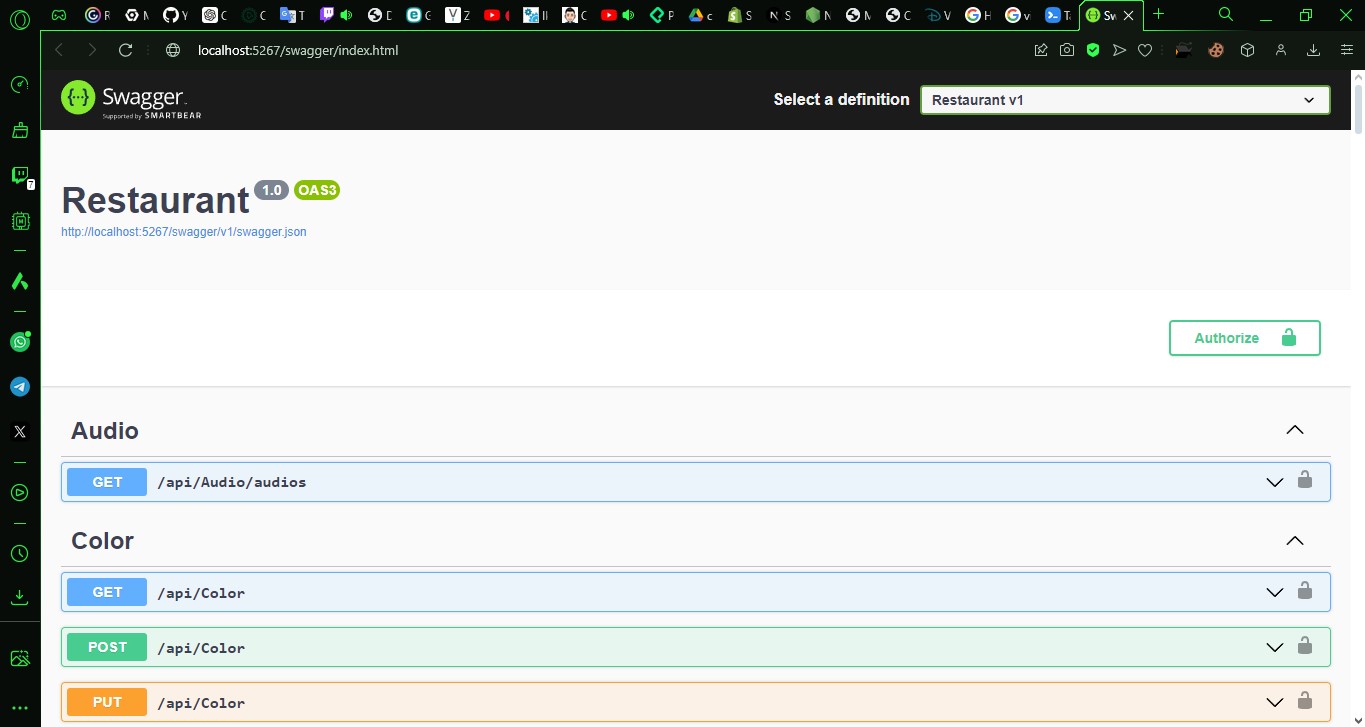 localhost:5267/swagger/index.html
Swagger
Supported by SMARTBEAR
Select a definition
Restaurant v1
Restaurant 1.0 OAS3
http://localhost:5267/swagger/v1/swagger.json
Authorize
Audio
GET /api/Audio/audios
Color
GET /api/Color
POST /api/Color
PUT /api/Color
7